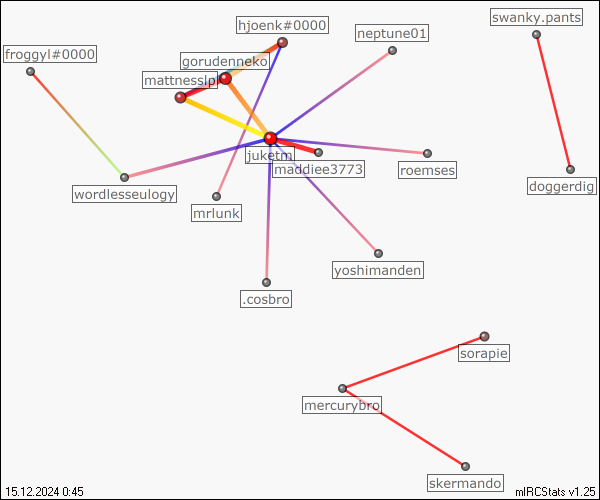 swanky.pants
hjoenk#0000
neptune01
froggyl#0000
gorudenneko
mattnesslp
juketm
maddiee3773
roemses
doggerdig
wordlesseulogy
mrlunk
yoshimanden
.cosbro
sorapie
mercurybro
skermando
15.12.2024 0:45
mIRCStats v1.25